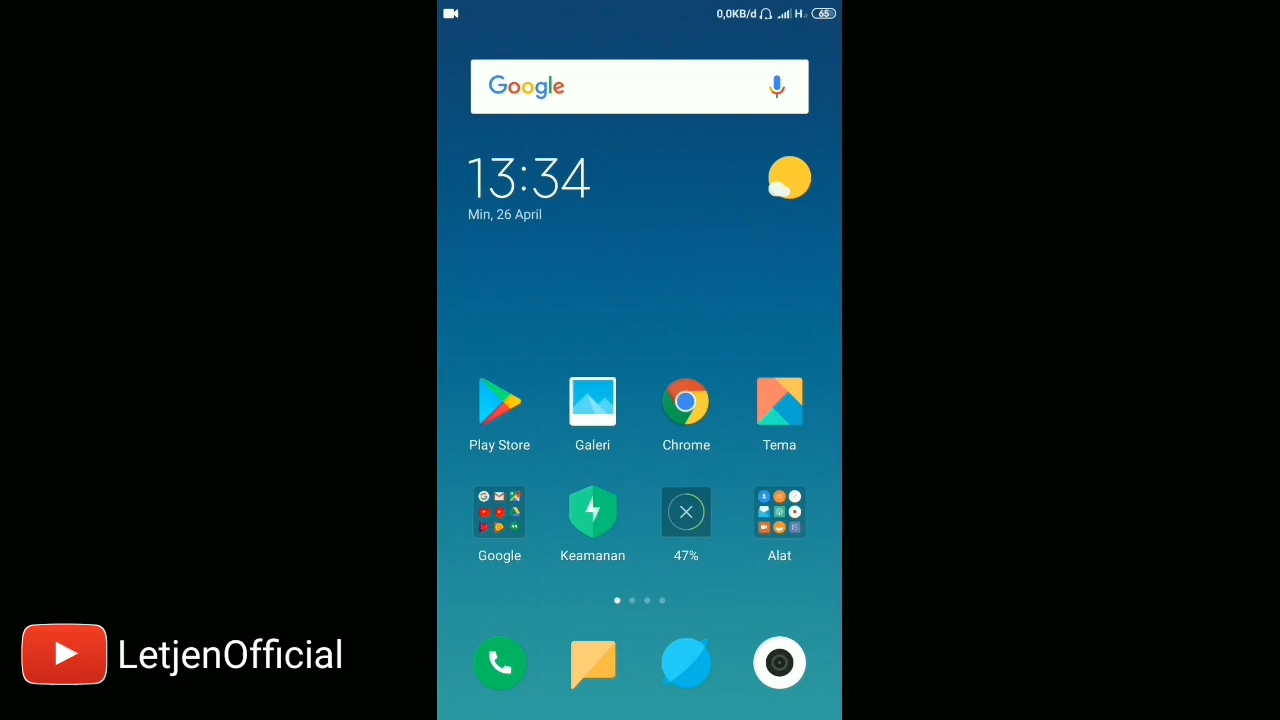 0,0KB/d H 65
Google
13:34
Min, 26 April
Play Store Galeri Chrome Tema
Google Keamanan 47% Alat
LetjenOfficial